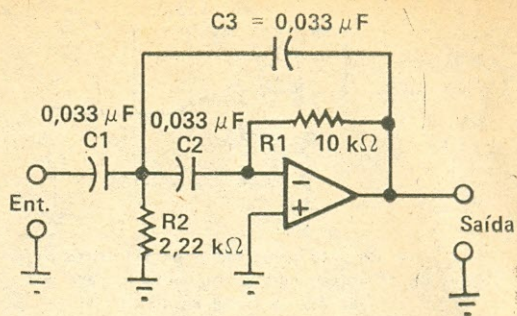 C3 = 0,033 µF
0,033 µF
C1
0,033 µF
C2
R1
10 kΩ
Ent.
R2
2,22 kΩ
−
+
Saída